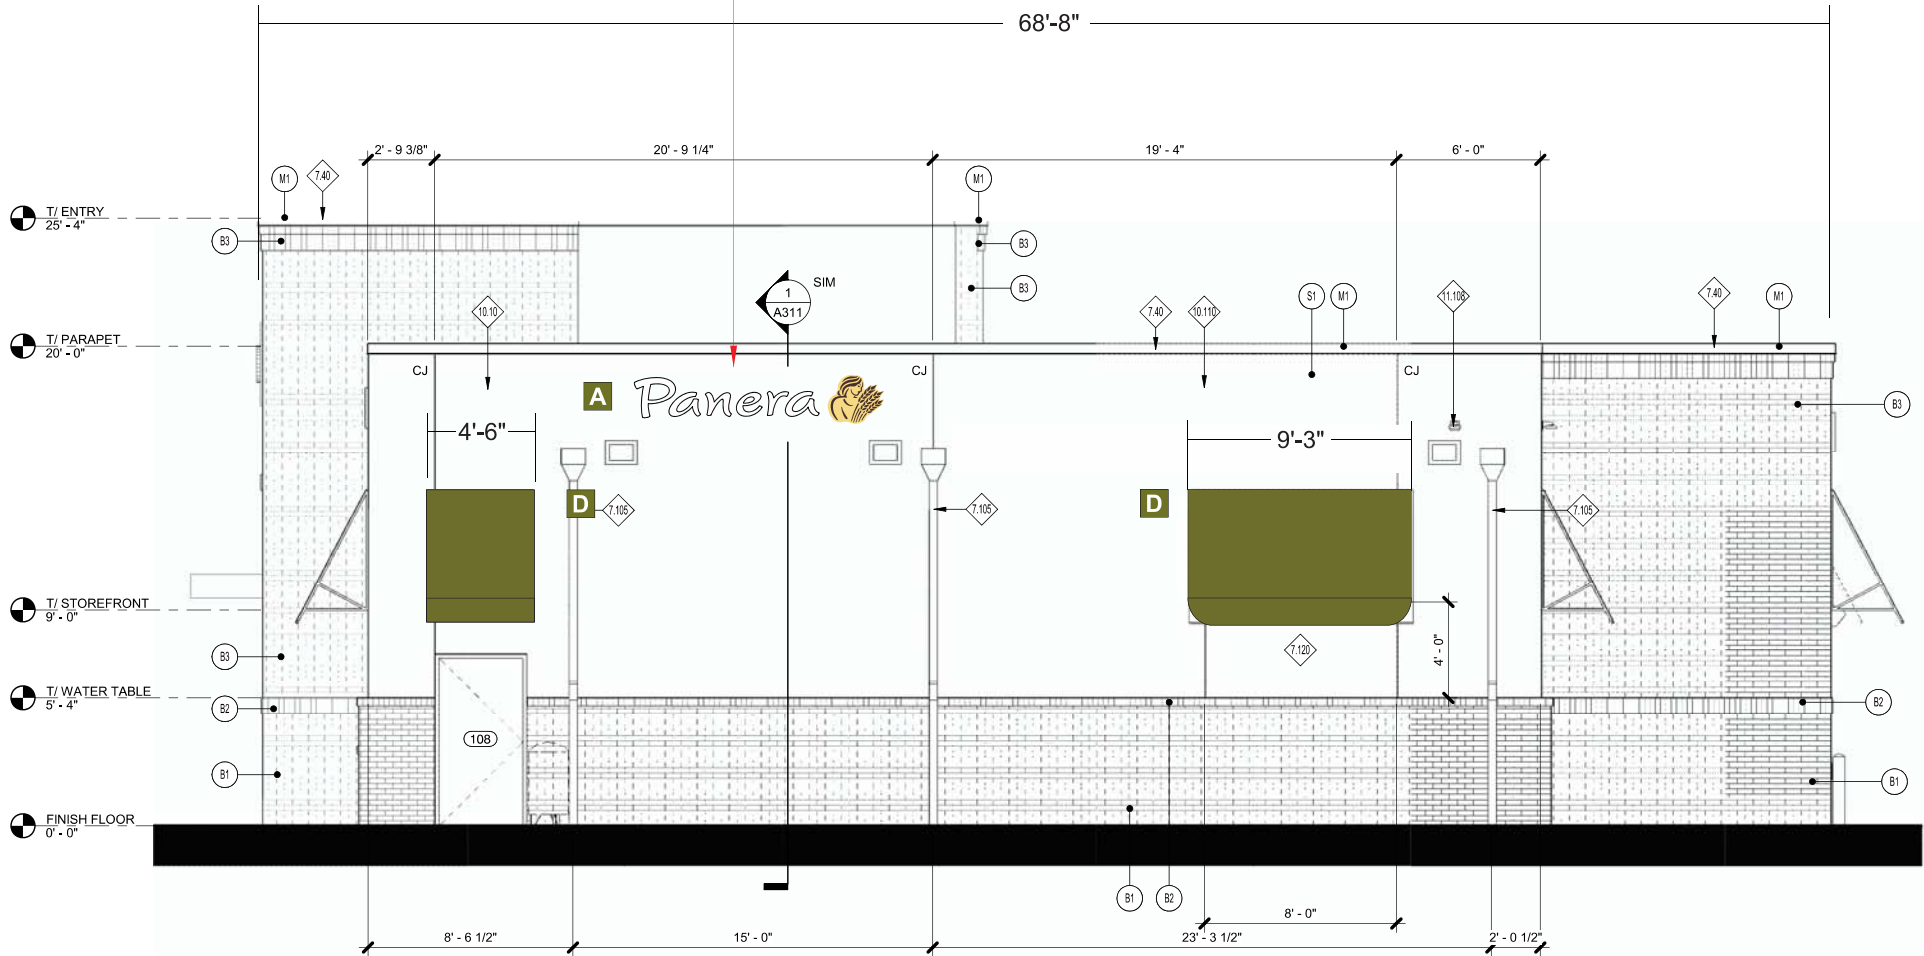 68'-8"
2' - 9 3/8"
20' - 9 1/4"
19' - 4"
6' - 0"
M1
7.40
M1
T/ ENTRY
25' - 4"
B3
B3
B3
SIM
1
A311
10.10
7.40
10.110
S1
M1
11.108
7.40
M1
T/ PARAPET
20' - 0"
CJ
CJ
CJ
A
Panera
B3
4'-6"
9'-3"
D
7.105
7.105
D
7.105
T/ STOREFRONT
9' - 0"
B3
7.120
4' - 0"
T/ WATER TABLE
5' - 4"
B2
B2
108
B1
B1
FINISH FLOOR
0' - 0"
B1
B2
8' - 0"
8' - 6 1/2"
15' - 0"
23' - 3 1/2"
2' - 0 1/2"